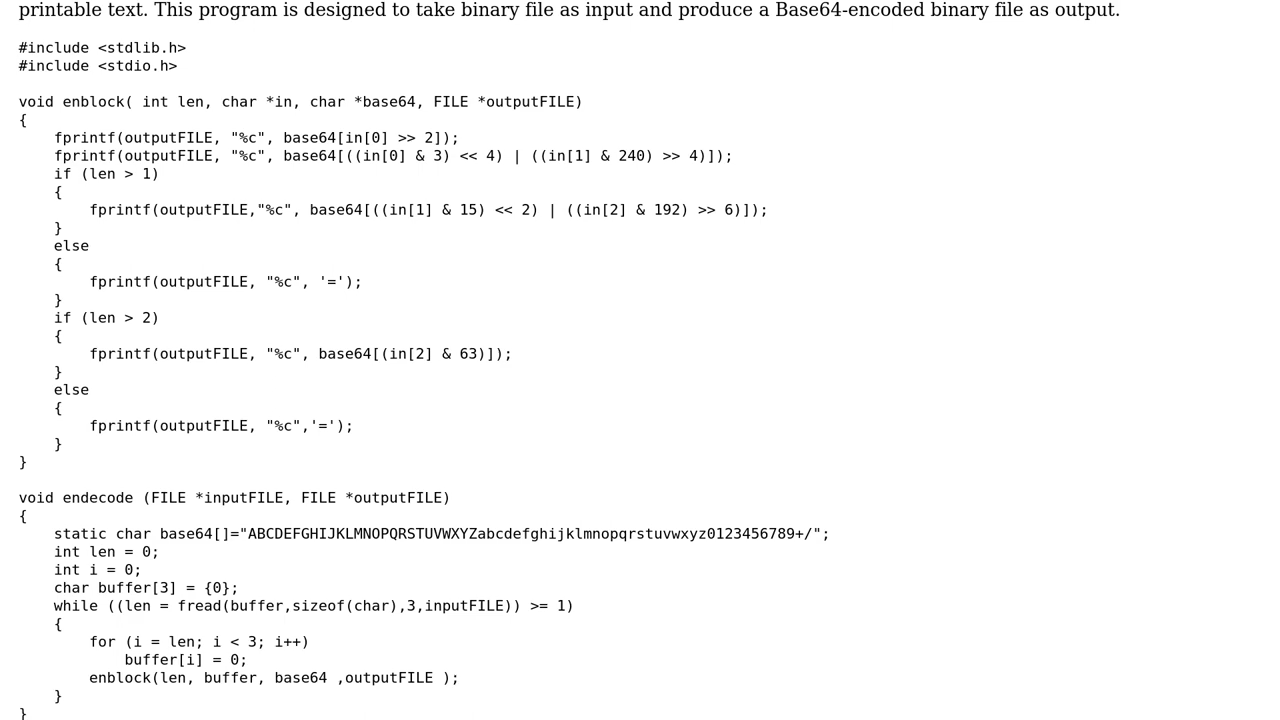 printable text. This program is designed to take binary file as input and produce a Base64-encoded binary file as output.
#include <stdlib.h>
#include <stdio.h>
void enblock( int len, char *in, char *base64, FILE *outputFILE)
{
    fprintf(outputFILE, "%c", base64[in[0] >> 2]);
    fprintf(outputFILE, "%c", base64[((in[0] & 3) << 4) | ((in[1] & 240) >> 4)]);
    if (len > 1)
    {
        fprintf(outputFILE,"%c", base64[((in[1] & 15) << 2) | ((in[2] & 192) >> 6)]);
    }
    else
    {
        fprintf(outputFILE, "%c", '=');
    }
    if (len > 2)
    {
        fprintf(outputFILE, "%c", base64[(in[2] & 63)]);
    }
    else
    {
        fprintf(outputFILE, "%c",'=');
    }
}
void endecode (FILE *inputFILE, FILE *outputFILE)
{
    static char base64[]="ABCDEFGHIJKLMNOPQRSTUVWXYZabcdefghijklmnopqrstuvwxyz0123456789+/";
    int len = 0;
    int i = 0;
    char buffer[3] = {0};
    while ((len = fread(buffer,sizeof(char),3,inputFILE)) >= 1)
    {
        for (i = len; i < 3; i++)
            buffer[i] = 0;
        enblock(len, buffer, base64 ,outputFILE );
    }
}